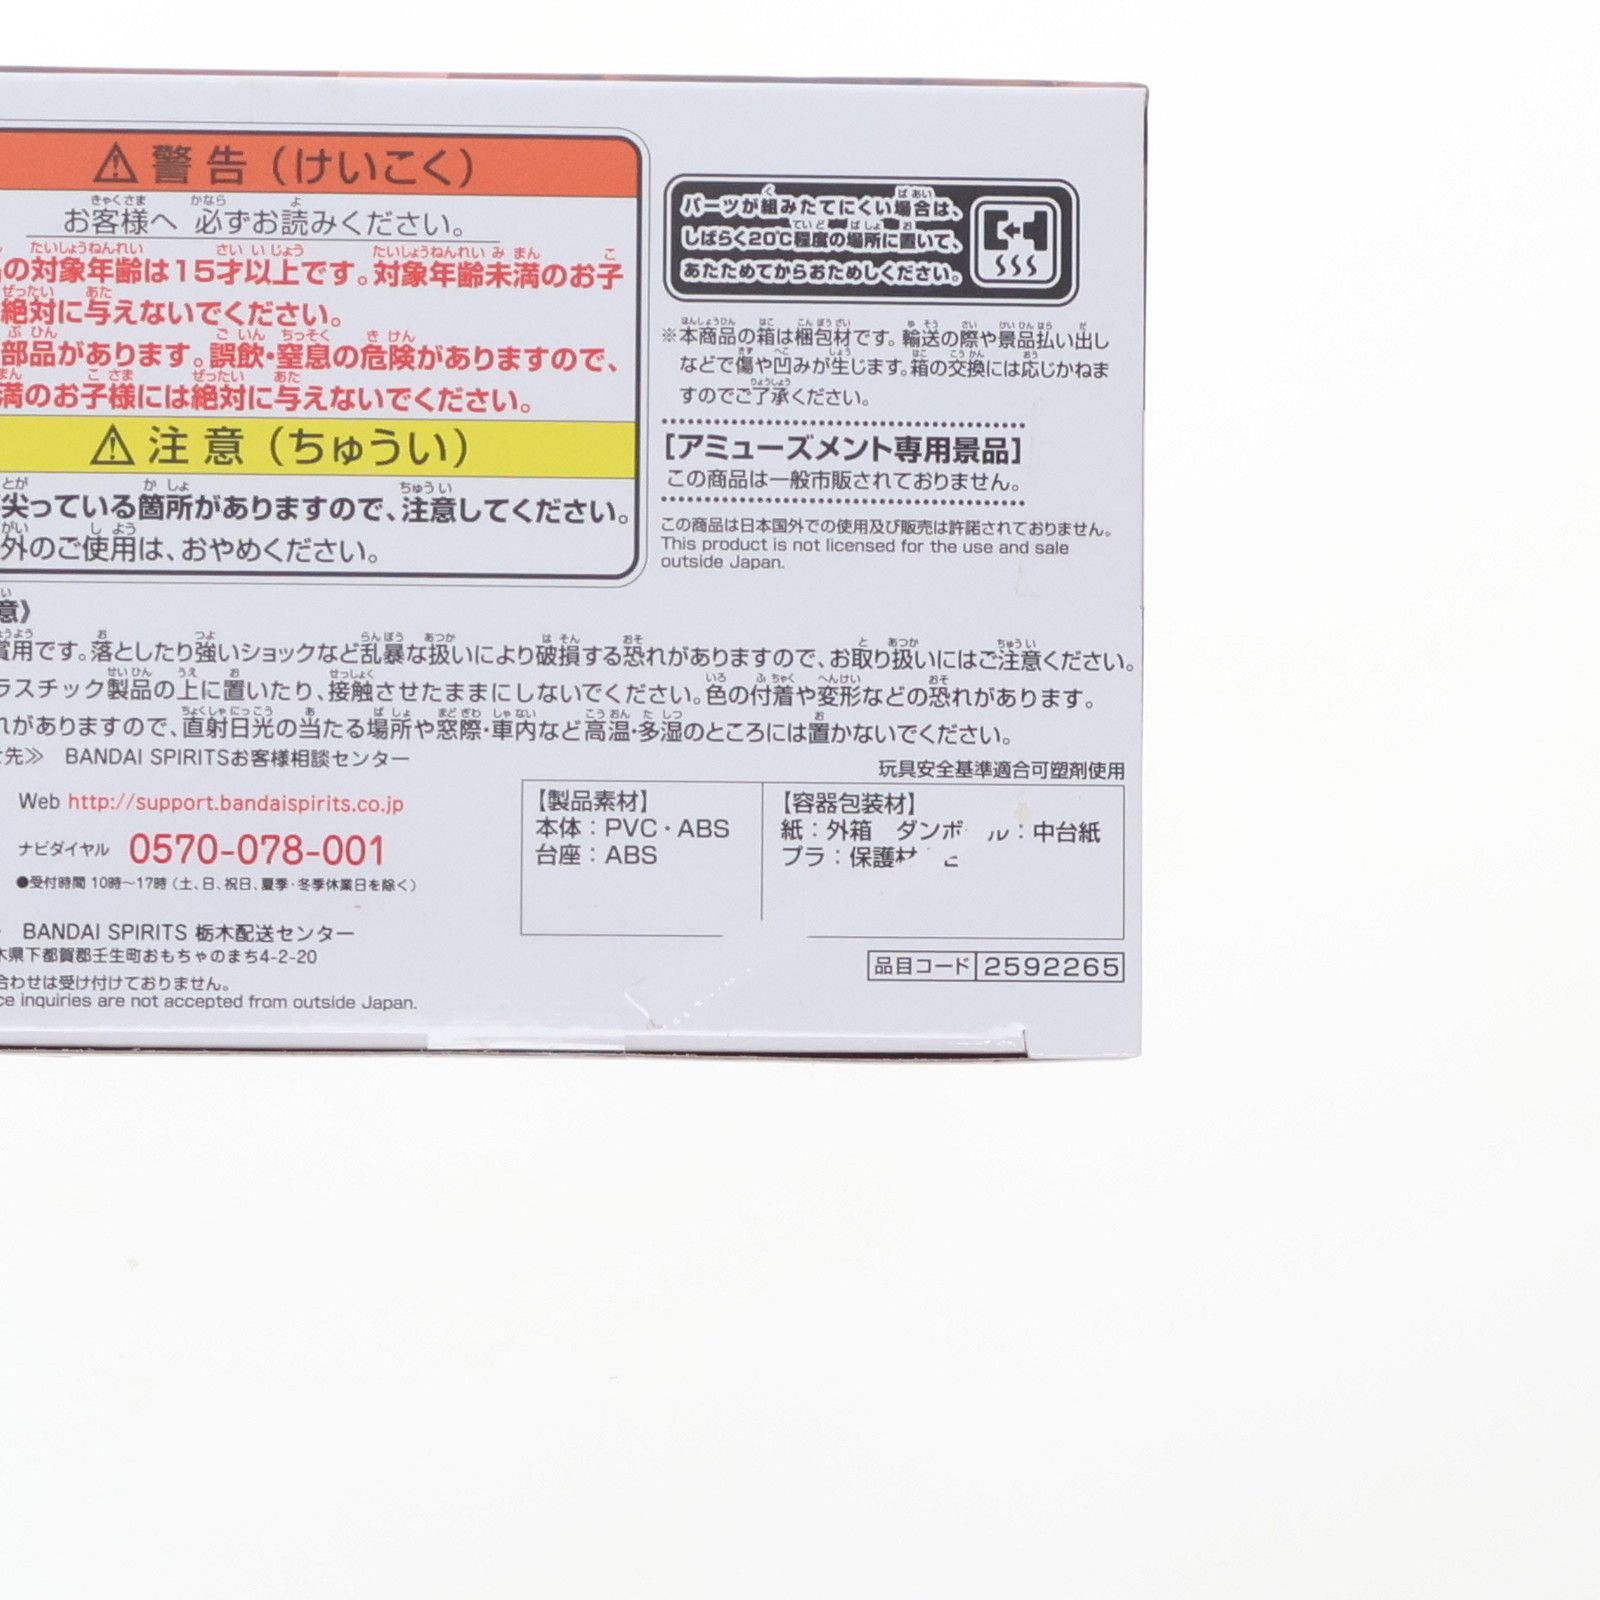 警告（けいこく）
お客様へ 必ずお読みください。
の対象年齢は15才以上です。対象年齢未満のお子
絶対に与えないでください。
部品があります。誤飲・窒息の危険がありますので、
満のお子様には絶対に与えないでください。
注意（ちゅうい）
尖っている箇所がありますので、注意してください。
外のご使用は、おやめください。
パーツが組みたてにくい場合は、
しばらく20℃程度の場所に置いて、
あたためてからおためしください。
※本商品の箱は梱包材です。輸送の際や景品払い出し
などで傷や凹みが生じます。箱の交換には応じかねま
すのでご了承ください。
[アミューズメント専用景品]
この商品は一般市販されておりません。
この商品は日本国外での使用及び販売は許諾されておりません。
This product is not licensed for the use and sale
outside Japan.
意》
賞用です。落としたり強いショックなど乱暴な扱いにより破損する恐れがありますので、お取り扱いにはご注意ください。
ラスチック製品の上に置いたり、接触させたままにしないでください。色の付着や変形などの恐れがあります。
れがありますので、直射日光の当たる場所や窓際・車内など高温・多湿のところには置かないでください。
先≫ BANDAI SPIRITSお客様相談センター
Web http://support.bandaispirits.co.jp
ナビダイヤル 0570-078-001
●受付時間 10時〜17時（土、日、祝日、夏季・冬季休業日を除く）
BANDAI SPIRITS 栃木配送センター
木県下都賀郡壬生町おもちゃのまち4-2-20
合わせは受け付けておりません。
ce inquiries are not accepted from outside Japan.
玩具安全基準適合可塑剤使用
【製品素材】
本体：PVC・ABS
台座：ABS
【容器包装材】
紙：外箱 ダンボ ル：中台紙
プラ：保護材
品目コード 2592265